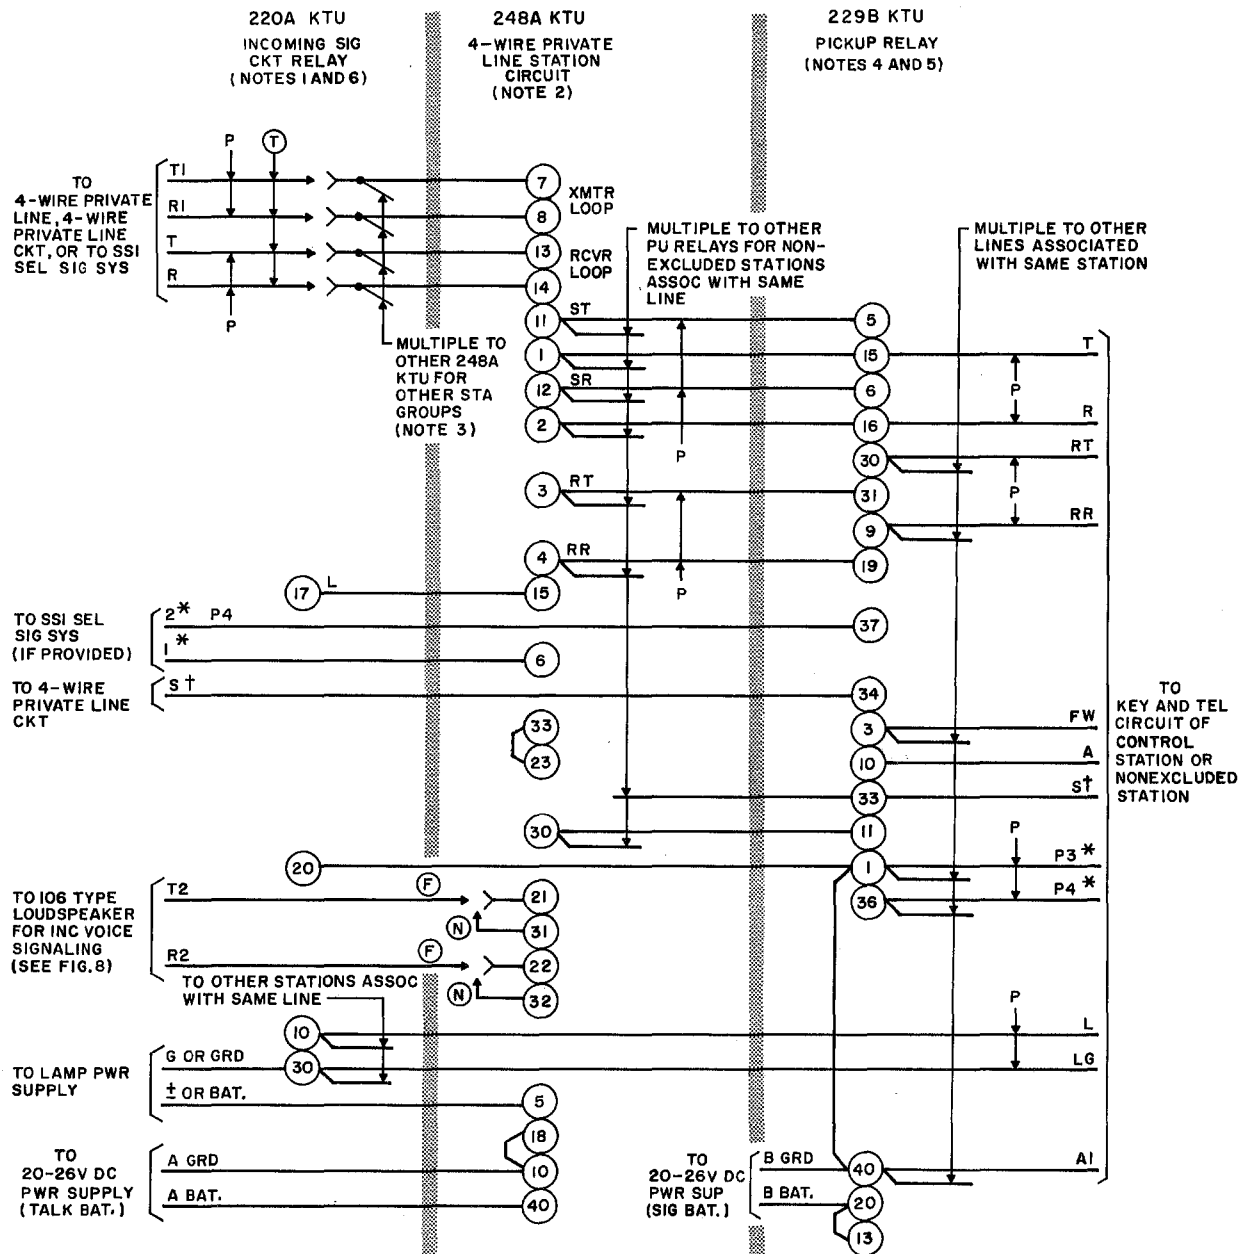 220A KTU
INCOMING SIG
CKT RELAY
(NOTES 1 AND 6)
248A KTU
4-WIRE PRIVATE
LINE STATION
CIRCUIT
(NOTE 2)
229B KTU
PICKUP RELAY
(NOTES 4 AND 5)
TO
4-WIRE PRIVATE
LINE, 4-WIRE
PRIVATE LINE
CKT, OR TO SSI
SEL SIG SYS
T1
R1
T
R
P
T
P
7
8
13
14
XMTR
LOOP
RCVR
LOOP
MULTIPLE TO
OTHER 248A
KTU FOR
OTHER STA
GROUPS
(NOTE 3)
MULTIPLE TO OTHER
PU RELAYS FOR NON-
EXCLUDED STATIONS
ASSOC WITH SAME
LINE
MULTIPLE TO OTHER
LINES ASSOCIATED
WITH SAME STATION
11
ST
5
1
15
T
12
SR
6
P
2
16
R
P
30
RT
3
RT
31
P
9
RR
4
RR
19
P
17
L
15
TO SSI SEL
SIG SYS
(IF PROVIDED)
2* P4
37
1*
6
TO 4-WIRE
PRIVATE LINE
CKT
S†
34
33
23
3
FW
10
A
33
S†
30
11
TO
KEY AND TEL
CIRCUIT OF
CONTROL
STATION OR
NONEXCLUDED
STATION
20
1
P
P3*
36
P4*
TO 106 TYPE
LOUDSPEAKER
FOR INC VOICE
SIGNALING
(SEE FIG. 8)
T2
F
21
N
31
R2
F
22
N
32
TO OTHER STATIONS ASSOC
WITH SAME LINE
10
P
L
TO LAMP PWR
SUPPLY
G OR GRD
30
LG
± OR BAT.
5
18
TO
20-26V DC
PWR SUPPLY
(TALK BAT.)
A GRD
10
A BAT.
40
TO
20-26V DC
PWR SUP
(SIG BAT.)
B GRD
40
A1
B BAT.
20
13